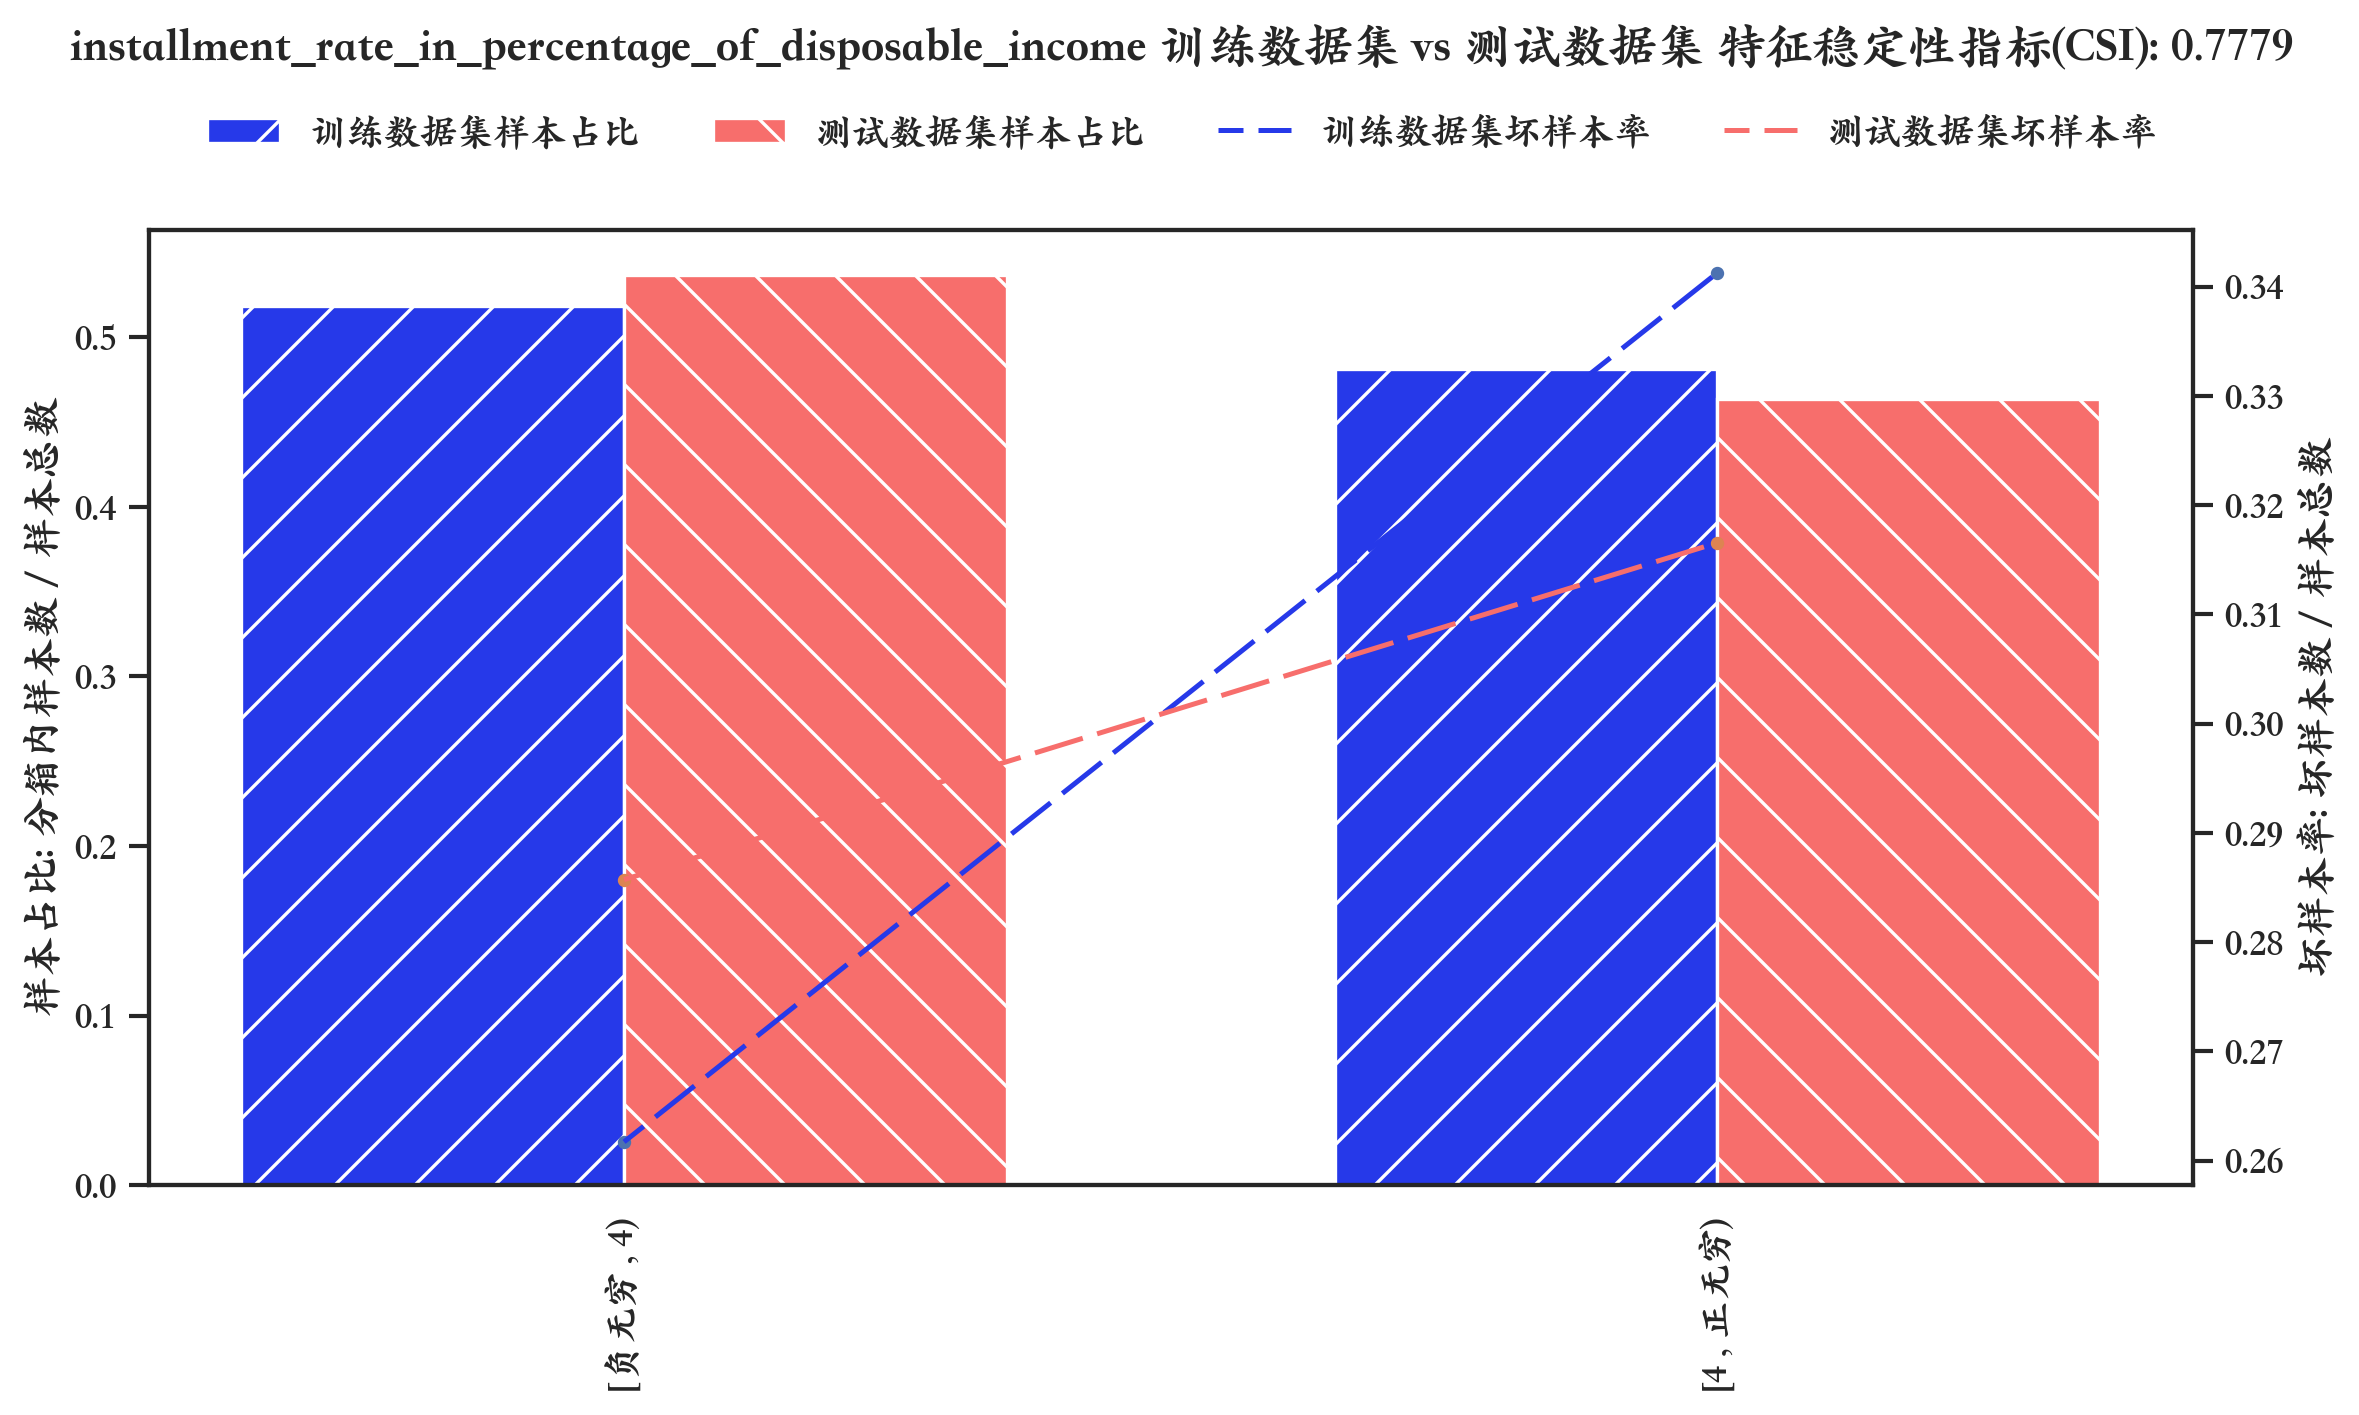 installment_rate_in_percentage_of_disposable_income 训练数据集 vs 测试数据集 特征稳定性指标(CSI): 0.7779
训练数据集样本占比
测试数据集样本占比
训练数据集坏样本率
测试数据集坏样本率
样本占比: 分箱内样本数 / 样本总数
0.5
0.4
0.3
0.2
0.1
0.0
0.34
0.33
0.32
0.31
0.30
0.29
0.28
0.27
0.26
坏样本率: 坏样本数 / 样本总数
[负无穷 , 4)
[4 , 正无穷)